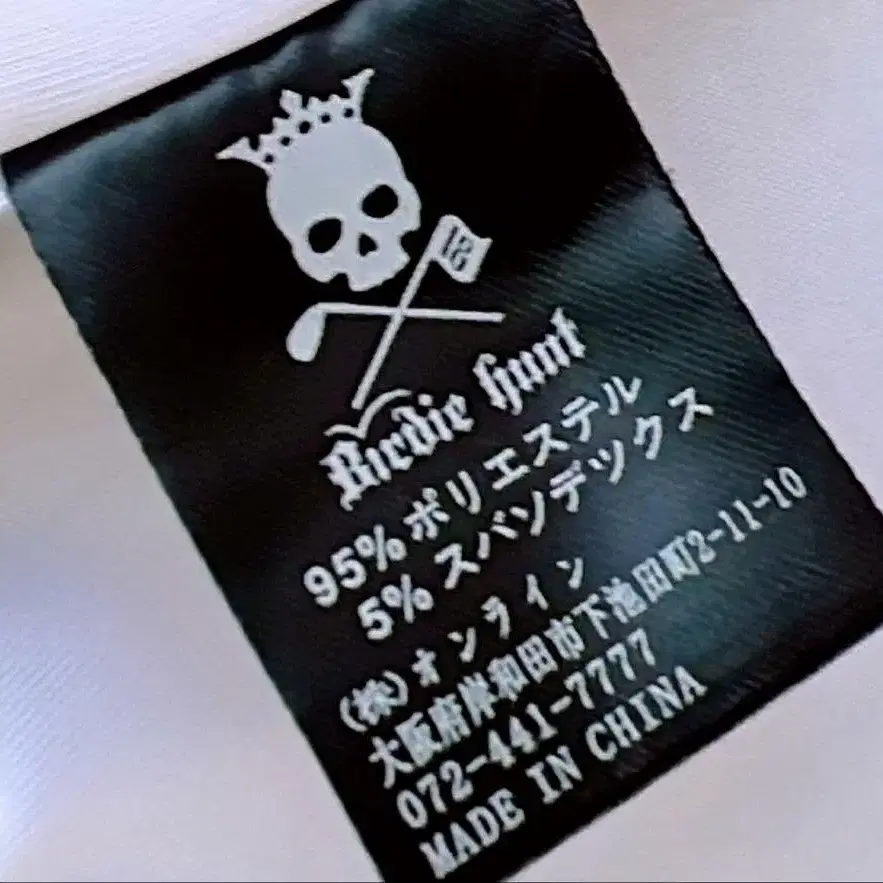 18
Birdie hunt
95% ポリエステル
5% スバンデックス
(株)オンライン
大阪府岸和田市下池田町2-11-10
072-441-7777
MADE IN CHINA